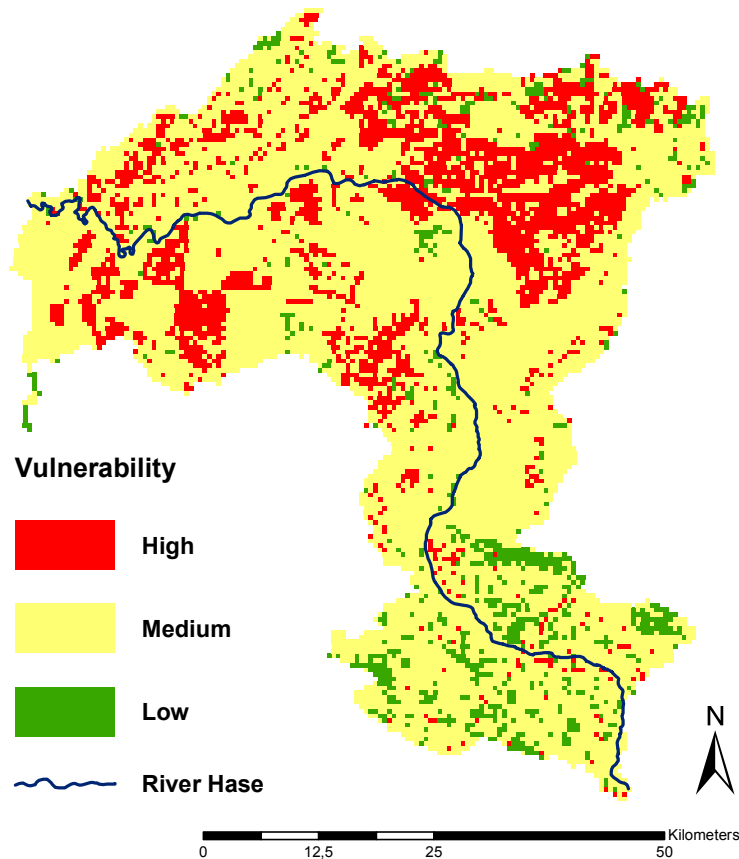 Vulnerability
High
Medium
Low
River Hase
N
Kilometers
0 12,5 25 50